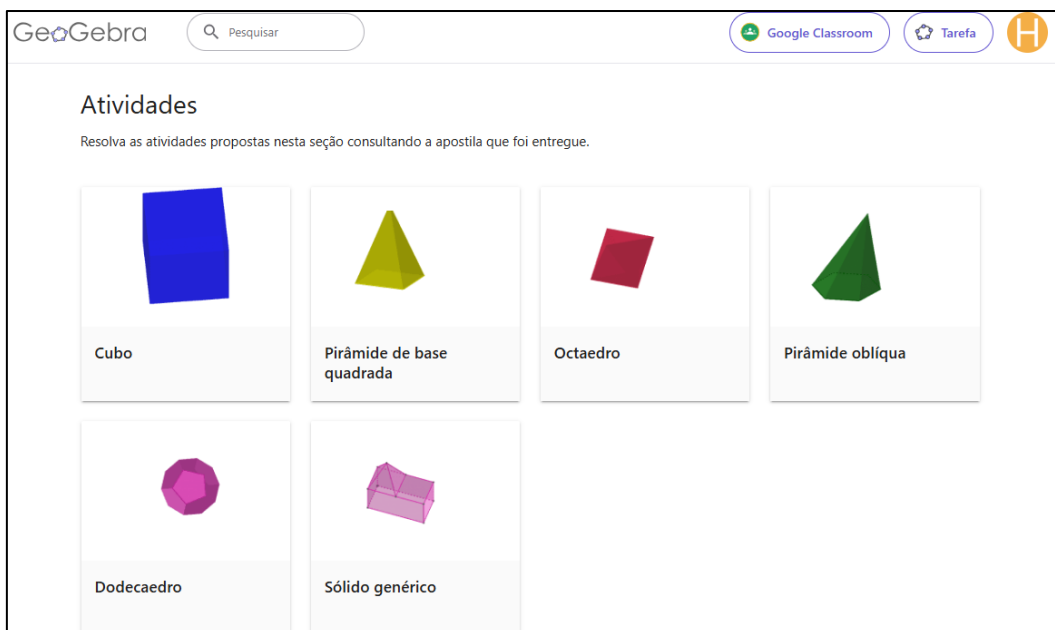 GeoGebra
Pesquisar
Google Classroom
Tarefa
H
Atividades
Resolva as atividades propostas nesta seção consultando a apostila que foi entregue.
Cubo
Pirâmide de base
quadrada
Octaedro
Pirâmide oblíqua
Dodecaedro
Sólido genérico